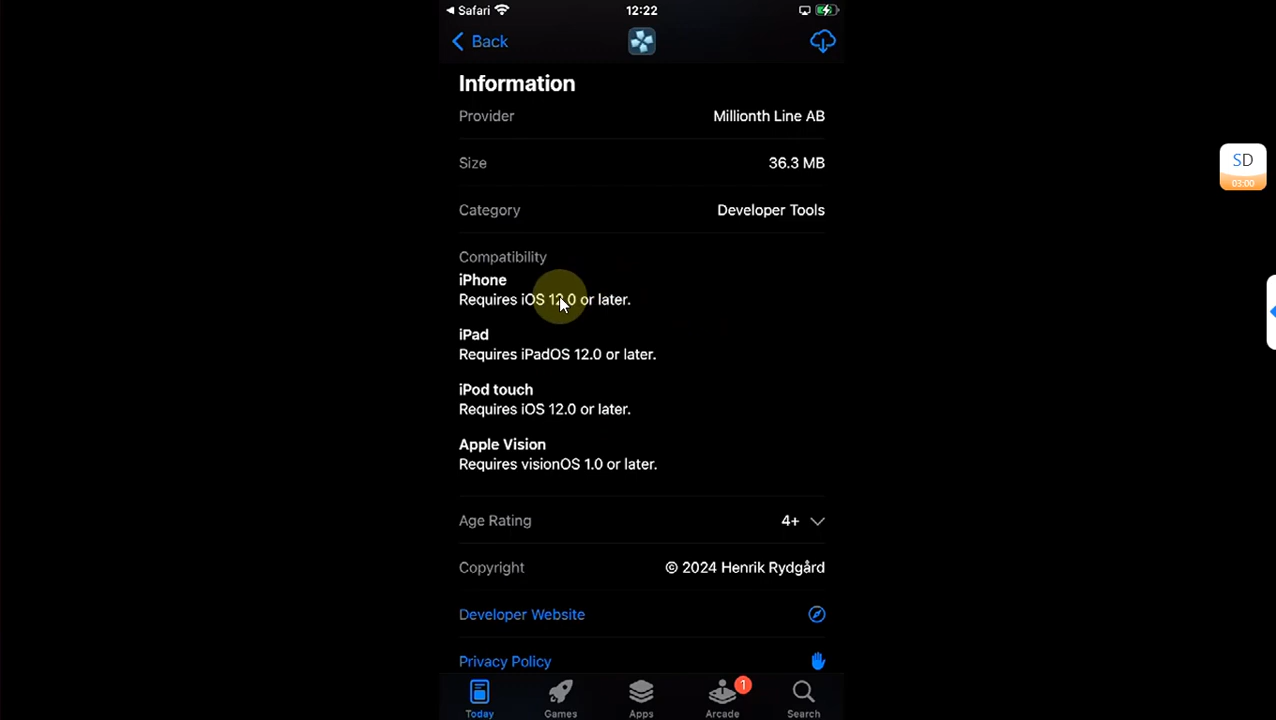 Safari
12:22
Back
SD
03:00
Information
Provider
Millionth Line AB
Size
36.3 MB
Category
Developer Tools
Compatibility
iPhone
Requires iOS 12.0 or later.
iPad
Requires iPadOS 12.0 or later.
iPod touch
Requires iOS 12.0 or later.
Apple Vision
Requires visionOS 1.0 or later.
Age Rating
4+
Copyright
© 2024 Henrik Rydgård
Developer Website
Privacy Policy
1
Today
Games
Apps
Arcade
Search